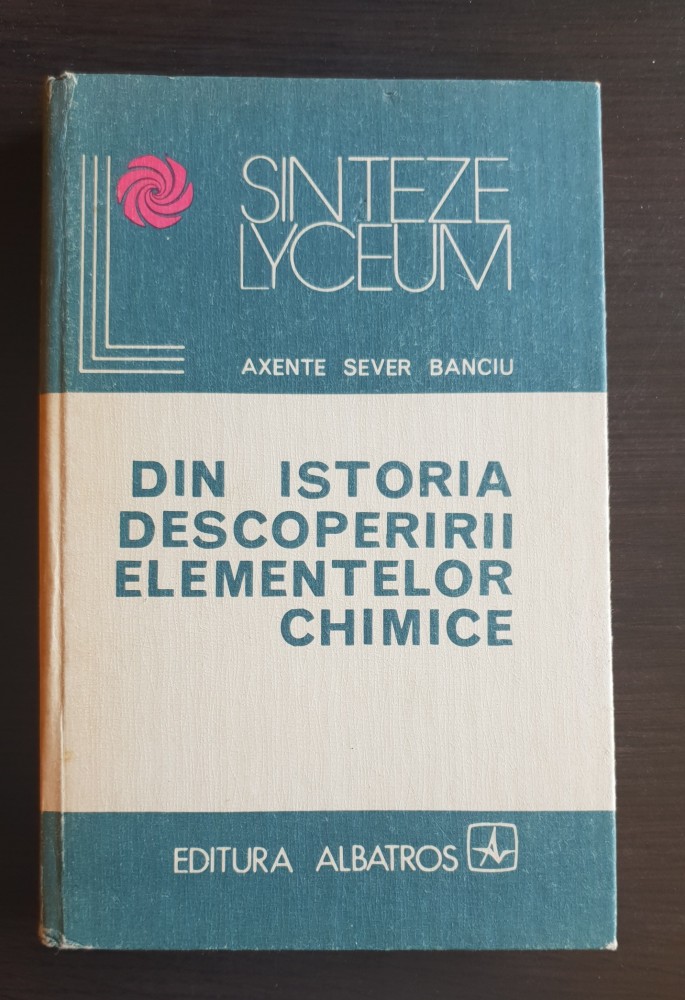 SINTEZE
LYCEUM
AXENTE SEVER BANCIU
DIN ISTORIA
DESCOPERIRII
ELEMENTELOR
CHIMICE
EDITURA ALBATROS